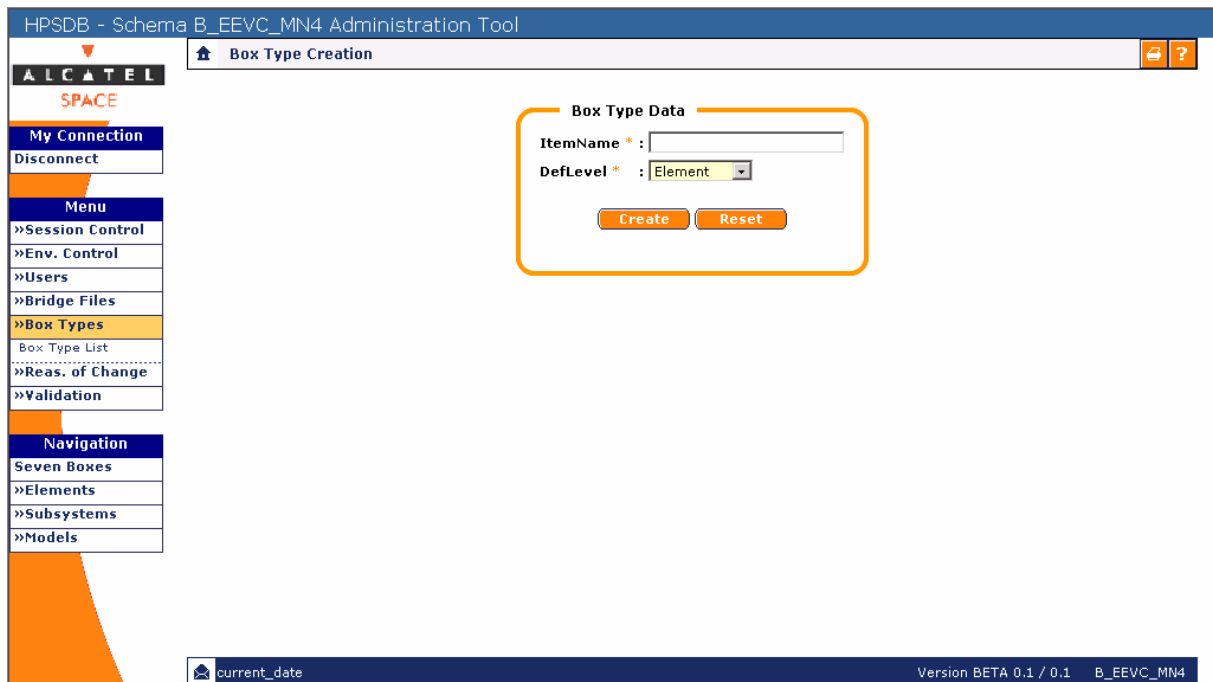 HPSDB - Schema B_EEVC_MN4 Administration Tool
ALCATEL
SPACE
Box Type Creation
?
My Connection
Disconnect
Menu
»Session Control
»Env. Control
»Users
»Bridge Files
»Box Types
Box Type List
»Reas. of Change
»Validation
Navigation
Seven Boxes
»Elements
»Subsystems
»Models
Box Type Data
ItemName * :
DefLevel * : Element
Create Reset
current_date Version BETA 0.1 / 0.1 B_EEVC_MN4